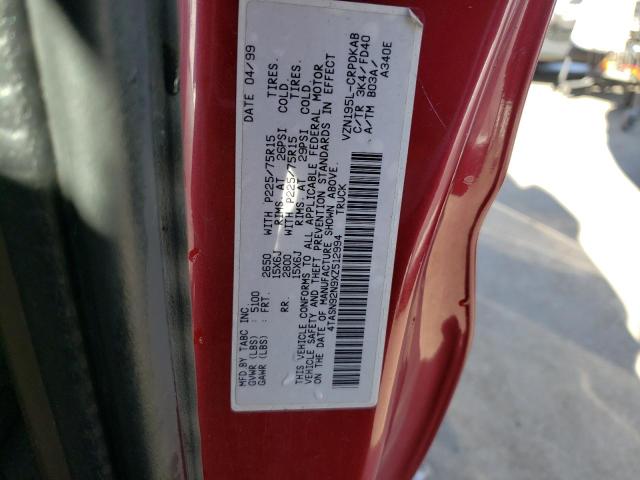 MFD.BY TABC INC DATE 04/99
GVWR (LBS) : 5100
GAWR (LBS) : FRT. 2650 WITH P225/75R15 TIRES.
15X6J RIMS. AT 26PSI COLD
RR. 2800 WITH P225/75R15 TIRES.
15X6J RIMS. AT 29PSI COLD
THIS VEHICLE CONFORMS TO ALL APPLICABLE FEDERAL MOTOR
VEHICLE SAFETY AND THEFT PREVENTION STANDARDS IN EFFECT
ON THE DATE OF MANUFACTURE SHOWN ABOVE.
4TASN92N9XZ512994 TRUCK
VZN195L-CRPDKAB
C/TR 3K4/FD40
A/TM B03A/
A340E